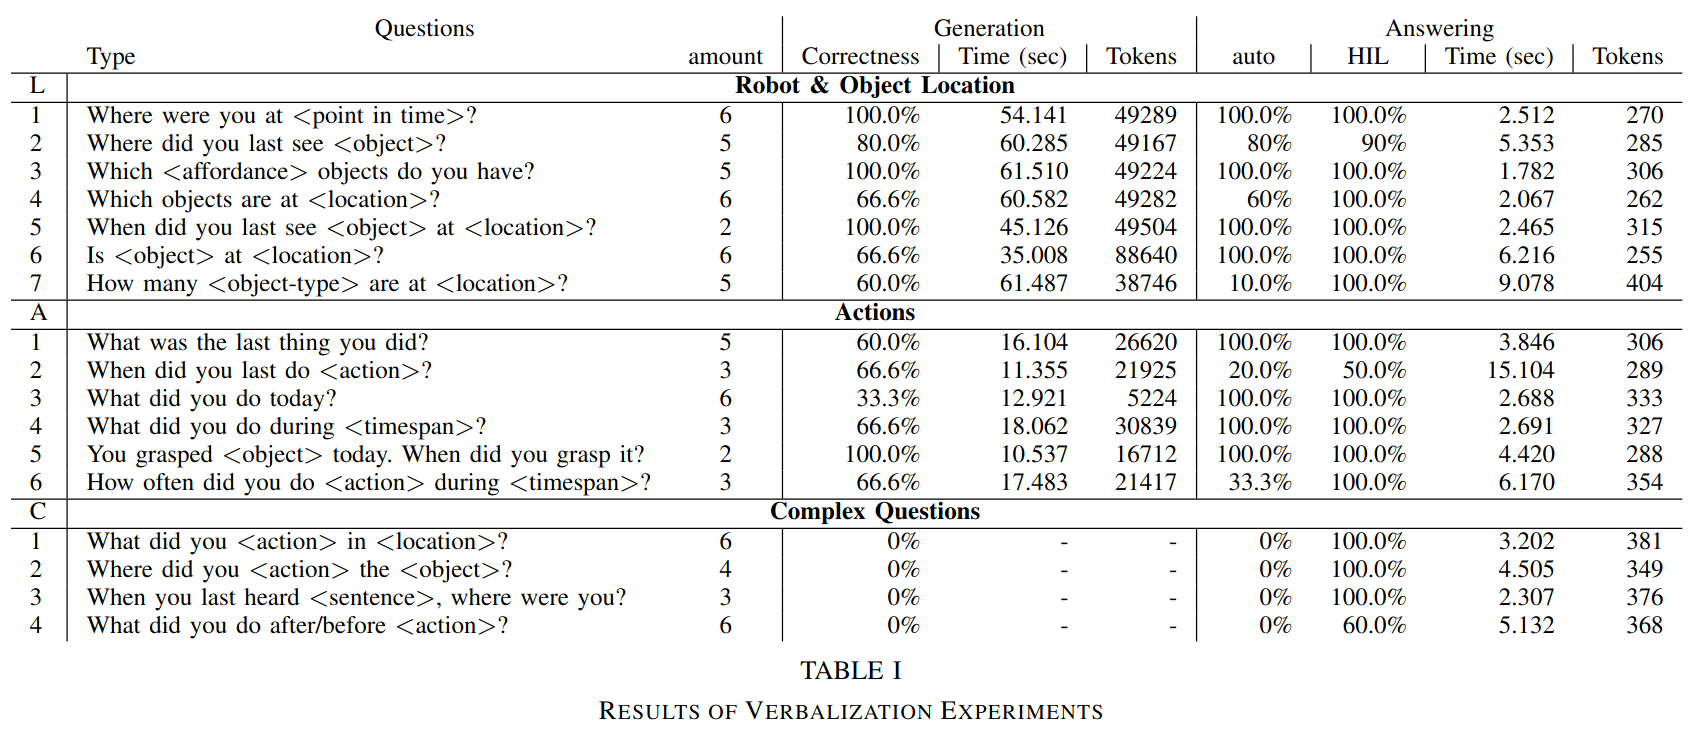 Questions Generation Answering
Type amount Correctness Time (sec) Tokens auto HIL Time (sec) Tokens
L Robot & Object Location
1 Where were you at <point in time>? 6 100.0% 54.141 49289 100.0% 100.0% 2.512 270
2 Where did you last see <object>? 5 80.0% 60.285 49167 80% 90% 5.353 285
3 Which <affordance> objects do you have? 5 100.0% 61.510 49224 100.0% 100.0% 1.782 306
4 Which objects are at <location>? 6 66.6% 60.582 49282 60% 100.0% 2.067 262
5 When did you last see <object> at <location>? 2 100.0% 45.126 49504 100.0% 100.0% 2.465 315
6 Is <object> at <location>? 6 66.6% 35.008 88640 100.0% 100.0% 6.216 255
7 How many <object-type> are at <location>? 5 60.0% 61.487 38746 10.0% 100.0% 9.078 404
A Actions
1 What was the last thing you did? 5 60.0% 16.104 26620 100.0% 100.0% 3.846 306
2 When did you last do <action>? 3 66.6% 11.355 21925 20.0% 50.0% 15.104 289
3 What did you do today? 6 33.3% 12.921 5224 100.0% 100.0% 2.688 333
4 What did you do during <timespan>? 3 66.6% 18.062 30839 100.0% 100.0% 2.691 327
5 You grasped <object> today. When did you grasp it? 2 100.0% 10.537 16712 100.0% 100.0% 4.420 288
6 How often did you do <action> during <timespan>? 3 66.6% 17.483 21417 33.3% 100.0% 6.170 354
C Complex Questions
1 What did you <action> in <location>? 6 0% - - 0% 100.0% 3.202 381
2 Where did you <action> the <object>? 4 0% - - 0% 100.0% 4.505 349
3 When you last heard <sentence>, where were you? 3 0% - - 0% 100.0% 2.307 376
4 What did you do after/before <action>? 6 0% - - 0% 60.0% 5.132 368
TABLE I
RESULTS OF VERBALIZATION EXPERIMENTS